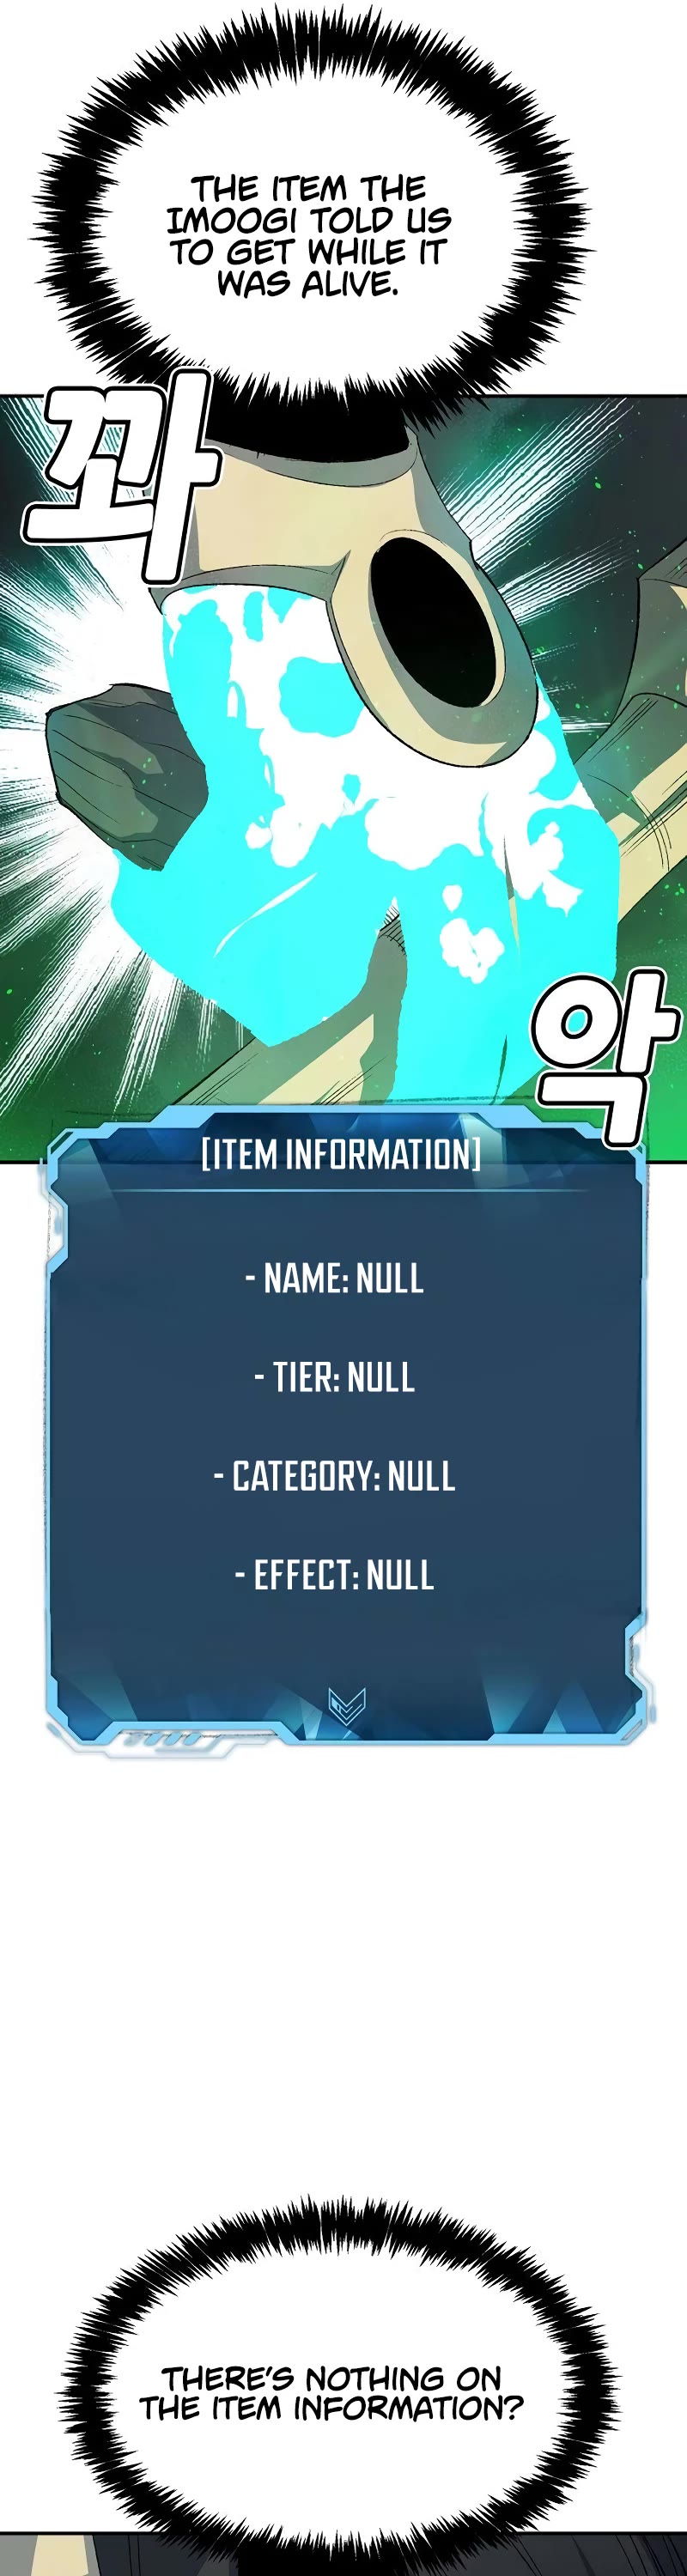 THE ITEM THE
IMOOGI TOLD US
TO GET WHILE IT
WAS ALIVE.
꽈
악
[ITEM INFORMATION]
- NAME: NULL
- TIER: NULL
- CATEGORY: NULL
- EFFECT: NULL
THERE'S NOTHING ON
THE ITEM INFORMATION?